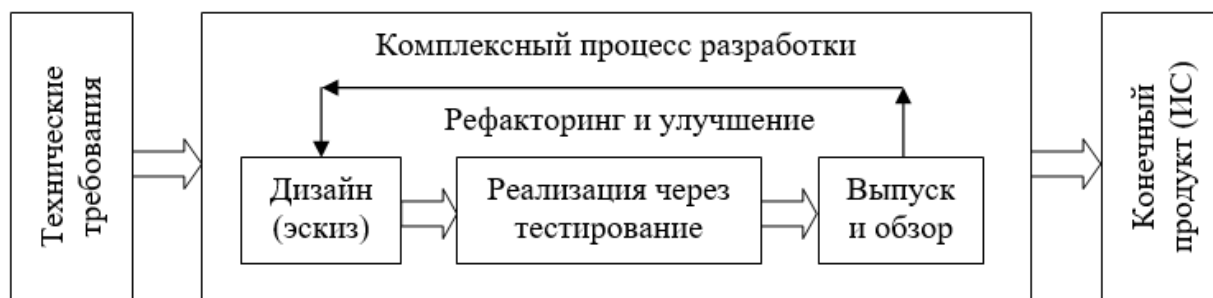 Технические
требования
Комплексный процесс разработки
Рефакторинг и улучшение
Дизайн
(эскиз)
Реализация через
тестирование
Выпуск
и обзор
Конечный
продукт (ИС)